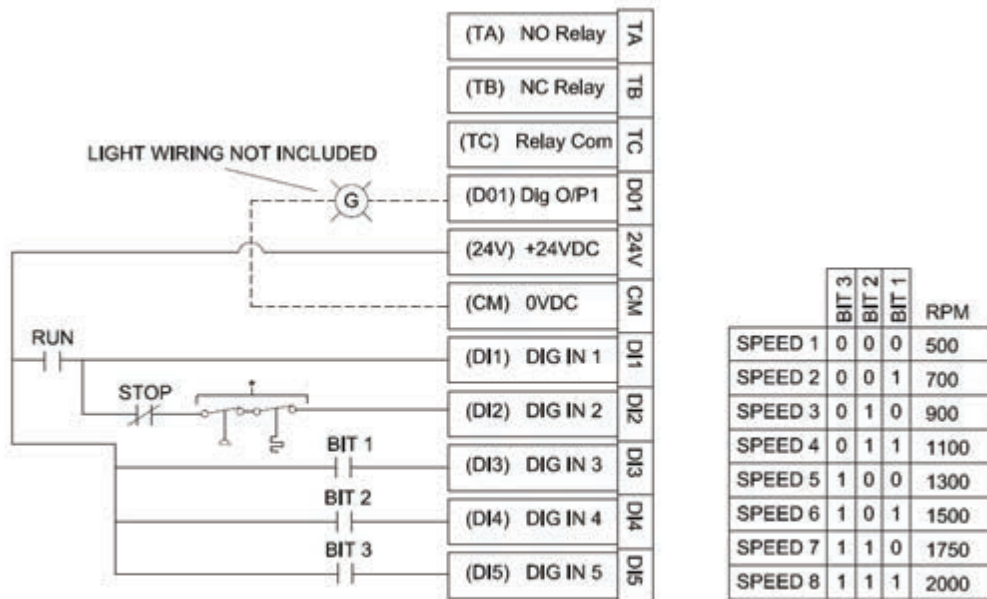 (TA) NO Relay TA
(TB) NC Relay TB
(TC) Relay Com TC
LIGHT WIRING NOT INCLUDED
G
(D01) Dig O/P1 D01
(24V) +24VDC 24V
(CM) 0VDC CM
RUN
(DI1) DIG IN 1 DI1
STOP
*
(DI2) DIG IN 2 DI2
BIT 1
(DI3) DIG IN 3 DI3
BIT 2
(DI4) DIG IN 4 DI4
BIT 3
(DI5) DIG IN 5 DI5
BIT 3 BIT 2 BIT 1 RPM
SPEED 1 0 0 0 500
SPEED 2 0 0 1 700
SPEED 3 0 1 0 900
SPEED 4 0 1 1 1100
SPEED 5 1 0 0 1300
SPEED 6 1 0 1 1500
SPEED 7 1 1 0 1750
SPEED 8 1 1 1 2000